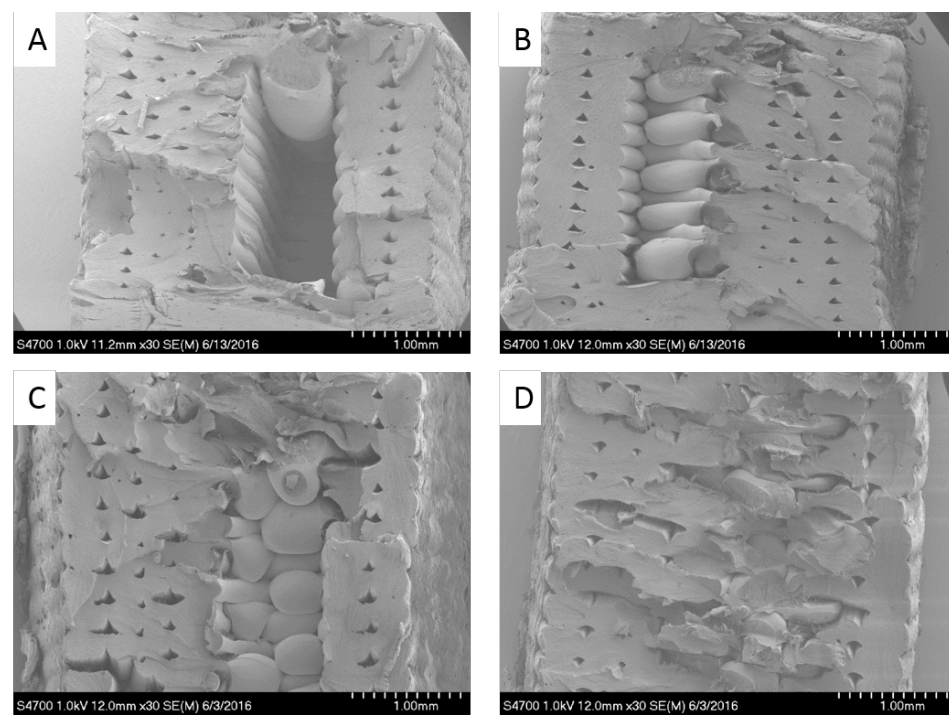 A
B
S4700 1.0kV 11.2mm x30 SE(M) 6/13/2016 1.00mm
S4700 1.0kV 12.0mm x30 SE(M) 6/13/2016 1.00mm
C
D
S4700 1.0kV 12.0mm x30 SE(M) 6/3/2016 1.00mm
S4700 1.0kV 12.0mm x30 SE(M) 6/3/2016 1.00mm